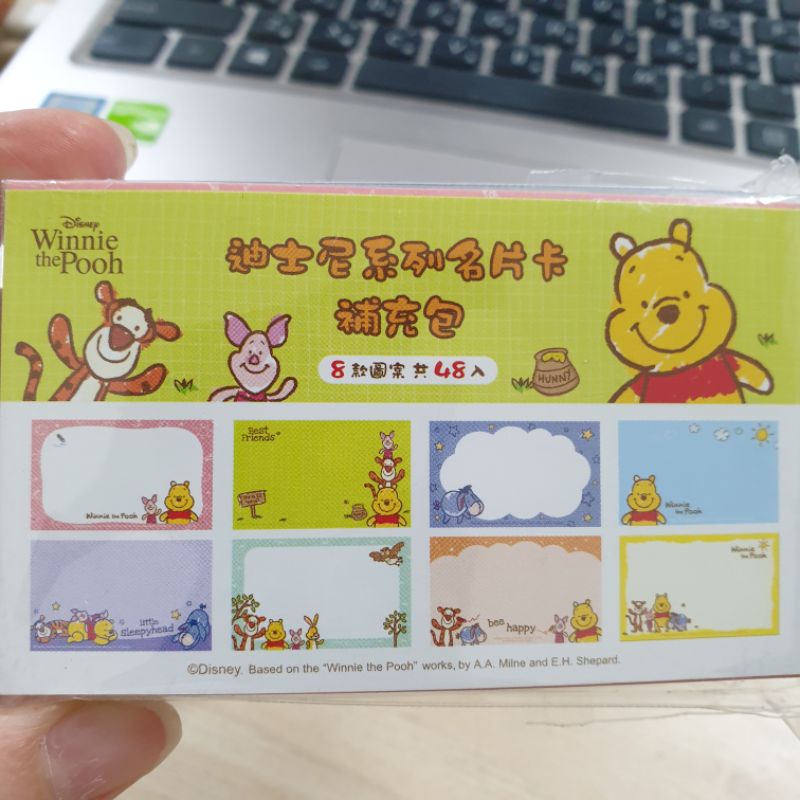 Disney
Winnie
the Pooh
迪士尼系列名片卡
補充包
8款圖案 共48入
HUNNY
Best
Friends
Winnie the Pooh
Winnie
the Pooh
little
sleepyhead
bee
happy
Winnie
the Pooh
©Disney. Based on the "Winnie the Pooh" works, by A.A. Milne and E.H. Shepard.